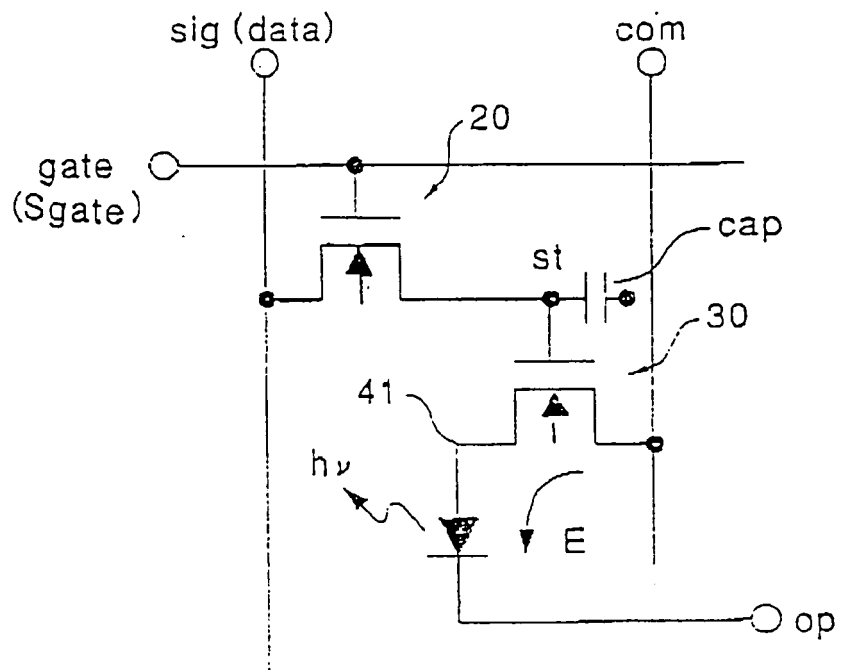 sig (data)
com
20
gate
(Sgate)
cap
st
30
41
hν
E
op